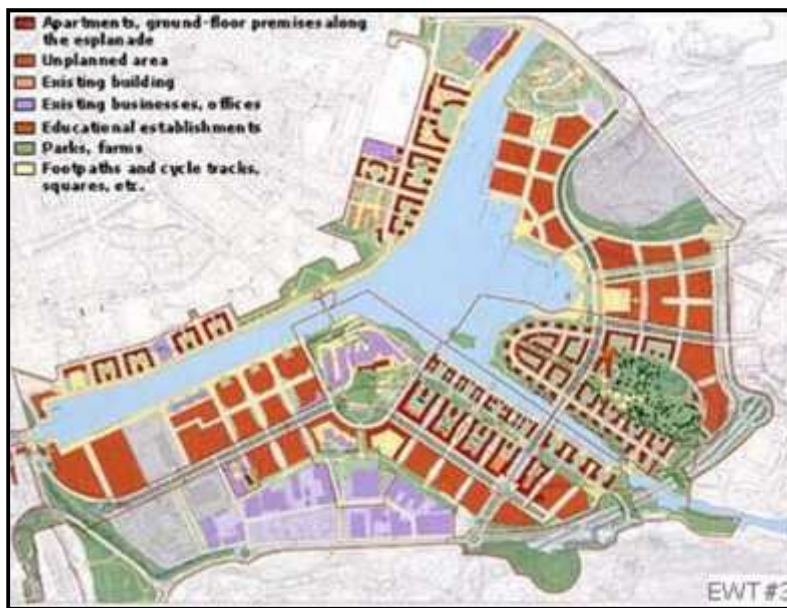 Apartments, ground-floor premises along
the esplanade
Unplanned area
Existing building
Existing businesses, offices
Educational establishments
Parks, farms
Footpaths and cycle tracks,
squares, etc.
EWT #3